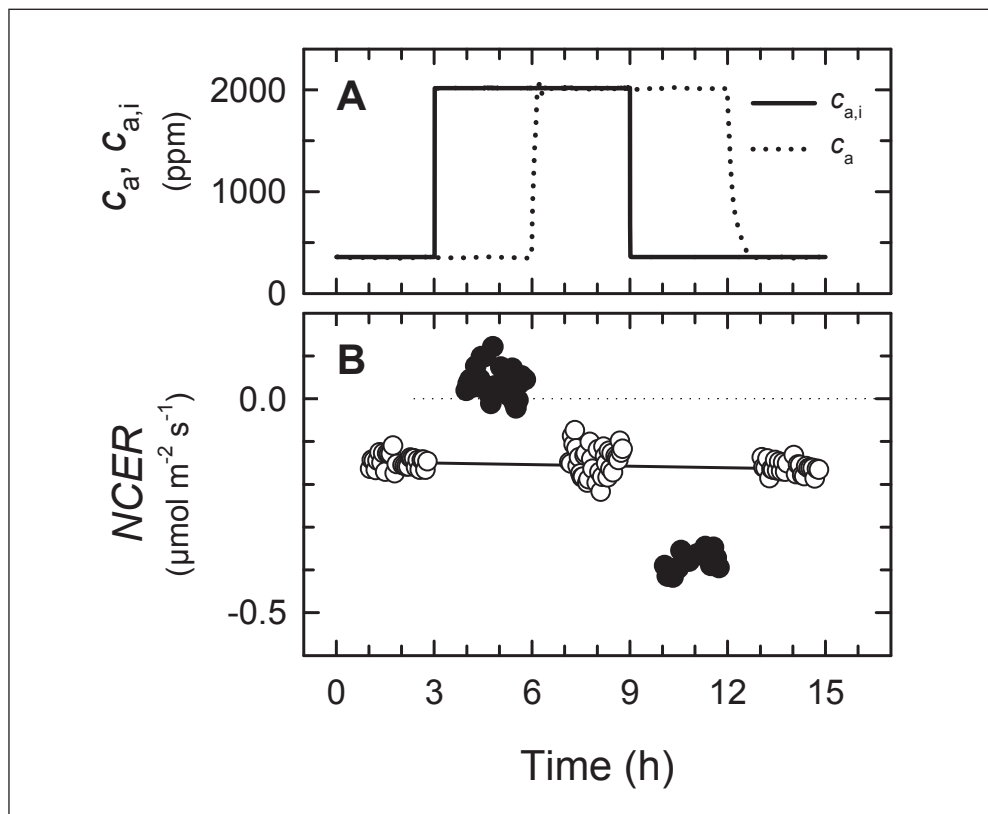 A
2000
1000
0
c_a, c_a,i
(ppm)
c_a,i
c_a
B
0.0
-0.5
NCER
(µmol m⁻² s⁻¹)
0 3 6 9 12 15
Time (h)